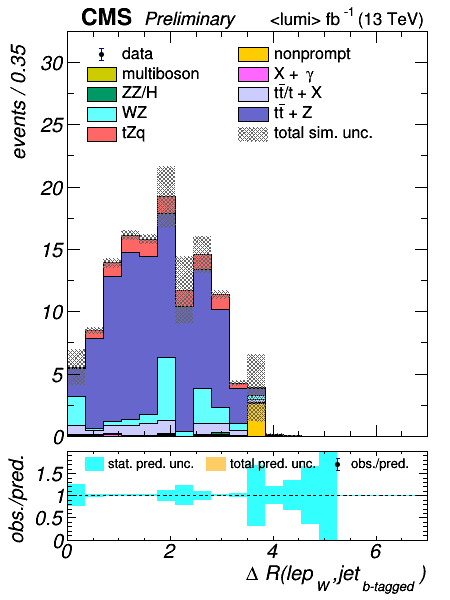 CMS Preliminary <lumi> fb⁻¹ (13 TeV)
events / 0.35
30
25
20
15
10
5
0
data
multiboson
ZZ/H
WZ
tZq
nonprompt
X + γ
tt̄/t + X
tt̄ + Z
total sim. unc.
obs./pred.
1.5
1
0.5
0
stat. pred. unc. total pred. unc. obs./pred.
0 2 4 6
Δ R(lep_W, jet_b-tagged)